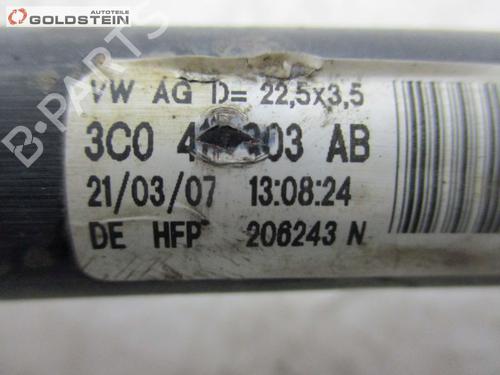 AUTOTEILE
GOLDSTEIN
B-PARTS
VW AG D= 22,5x3,5
3C0 AB
21/03/07 13:08:24
DE HFP 206243 N